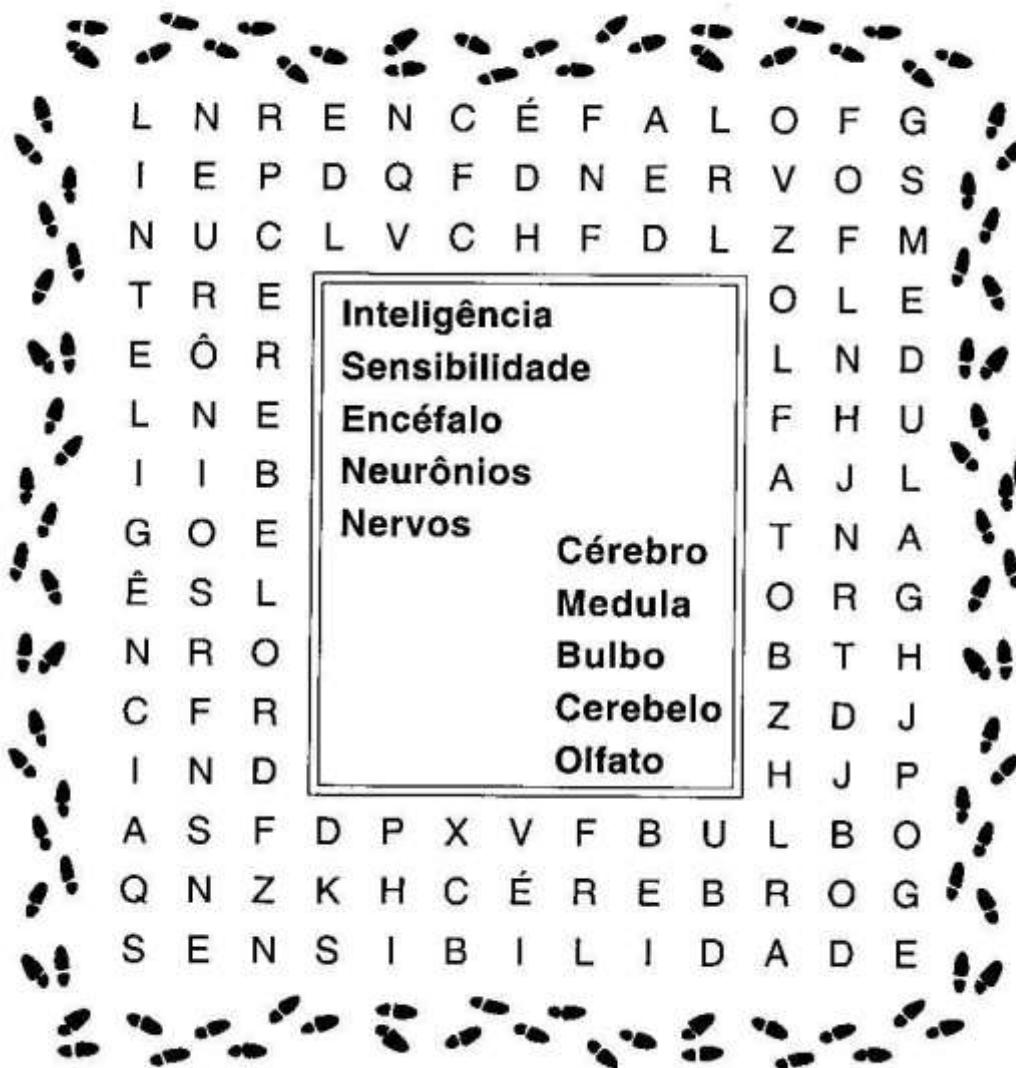 L N R E N C É F A L O F G
I E P D Q F D N E R V O S
N U C L V C H F D L Z F M
T R E O L E
E Ô R L N D
L N E F H U
I I B A J L
G O E T N A
Ê S L O R G
N R O B T H
C F R Z D J
I N D H J P
A S F D P X V F B U L B O
Q N Z K H C É R E B R O G
S E N S I B I L I D A D E
Inteligência
Sensibilidade
Encéfalo
Neurônios
Nervos
Cérebro
Medula
Bulbo
Cerebelo
Olfato